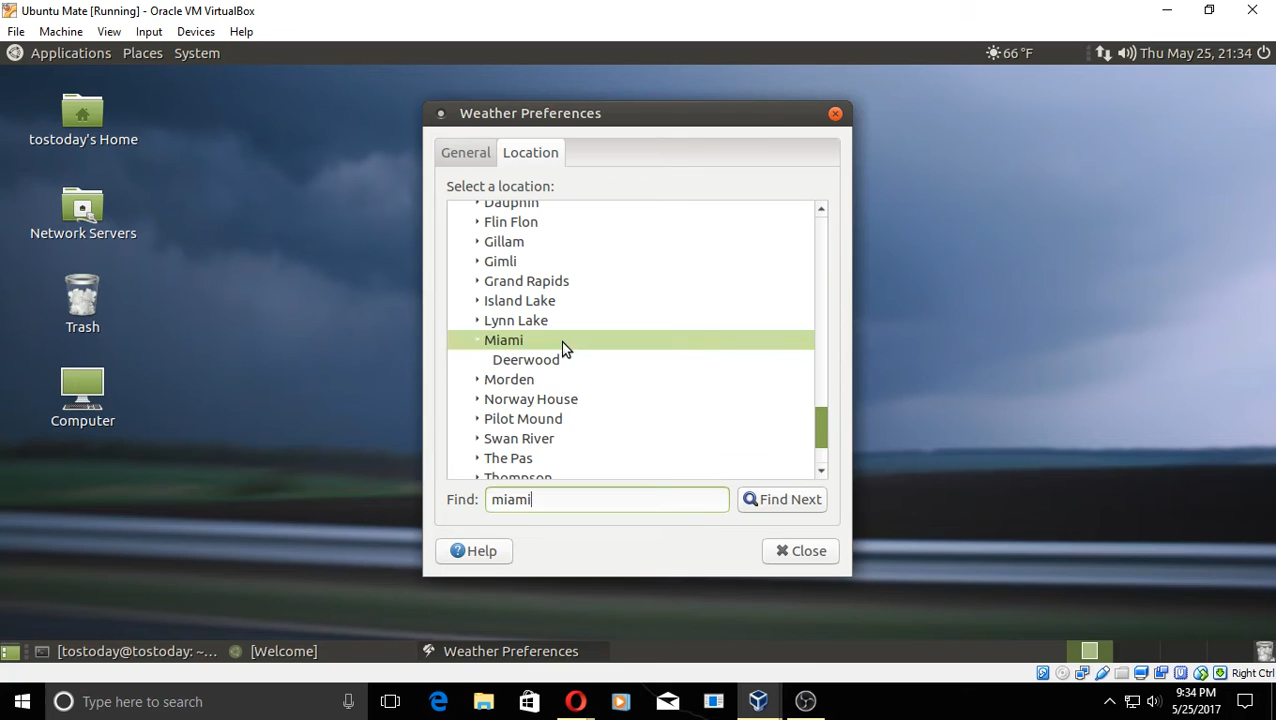 Ubuntu Mate [Running] - Oracle VM VirtualBox
File Machine View Input Devices Help
Applications Places System 66 °F Thu May 25, 21:34
tostoday's Home
Network Servers
Trash
Computer
Weather Preferences
General Location
Select a location:
Dauphin
Flin Flon
Gillam
Gimli
Grand Rapids
Island Lake
Lynn Lake
Miami
Deerwood
Morden
Norway House
Pilot Mound
Swan River
The Pas
Thompson
Find: miami Find Next
Help Close
[tostoday@tostoday: ~... [Welcome] Weather Preferences
Right Ctrl
Type here to search 9:34 PM
5/25/2017